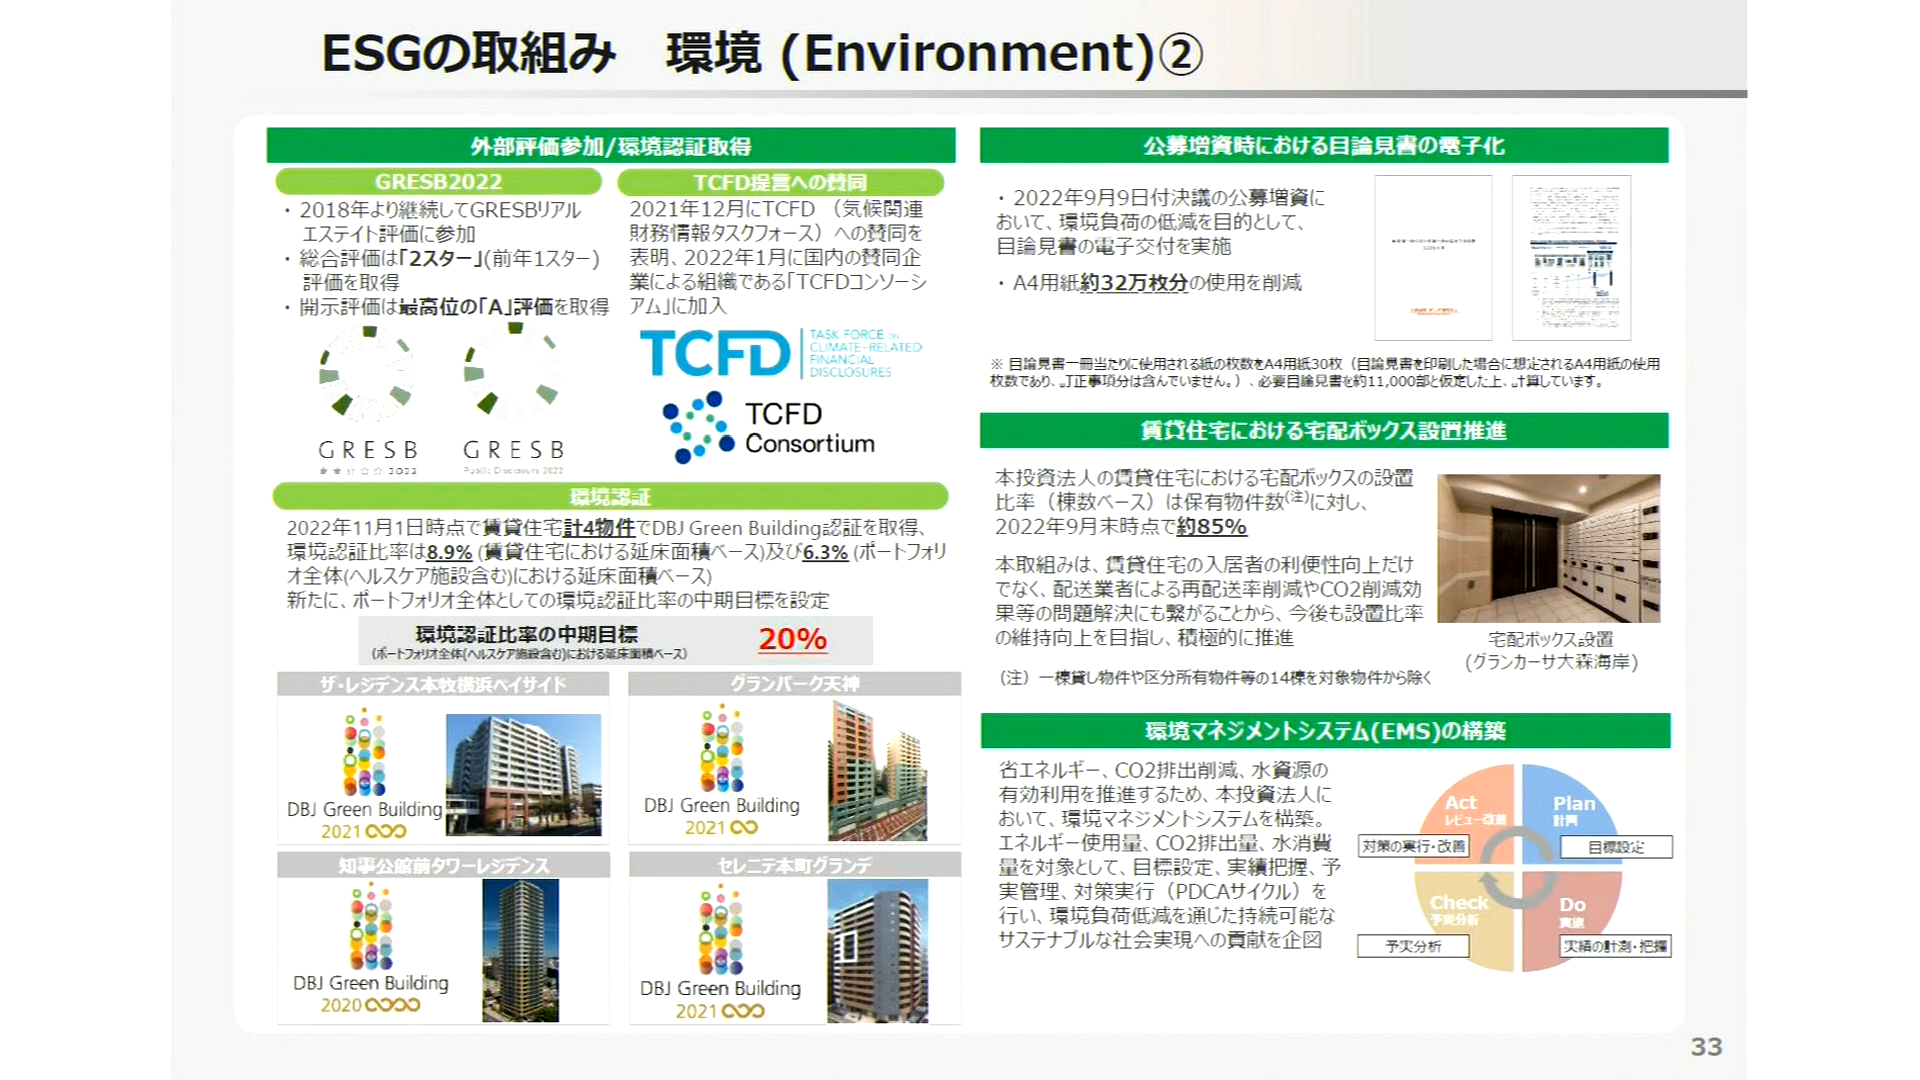 ESGの取組み 環境 (Environment)②
外部評価参加/環境認証取得
GRESB2022
・ 2018年より継続してGRESBリアル
エステイト評価に参加
・ 総合評価は「2スター」(前年1スター)
評価を取得
・ 開示評価は最高位の「A」評価を取得
GRESB
2022
GRESB
Public Disclosure 2022
TCFD提言への賛同
2021年12月にTCFD （気候関連
財務情報タスクフォース）への賛同を
表明、2022年1月に国内の賛同企
業による組織である「TCFDコンソーシ
アム」に加入
TCFD
TASK FORCE ON
CLIMATE-RELATED
FINANCIAL
DISCLOSURES
TCFD
Consortium
環境認証
2022年11月1日時点で賃貸住宅計4物件でDBJ Green Building認証を取得、
環境認証比率は8.9% (賃貸住宅における延床面積ベース)及び6.3% (ポートフォリ
オ全体(ヘルスケア施設含む)における延床面積ベース)
新たに、ポートフォリオ全体としての環境認証比率の中期目標を設定
環境認証比率の中期目標
(ポートフォリオ全体(ヘルスケア施設含む)における延床面積ベース)
20%
ザ・レジデンス本牧横浜ベイサイド
DBJ Green Building
2021
グランパーク天神
DBJ Green Building
2021
知事公館前タワーレジデンス
DBJ Green Building
2020
セレニテ本町グランデ
DBJ Green Building
2021
公募増資時における目論見書の電子化
・ 2022年9月9日付決議の公募増資に
おいて、環境負荷の低減を目的として、
目論見書の電子交付を実施
・ A4用紙約32万枚分の使用を削減
※ 目論見書一冊当たりに使用される紙の枚数をA4用紙30枚（目論見書を印刷した場合に想定されるA4用紙の使用
枚数であり、訂正事項分は含んでいません。）、必要目論見書を約11,000部と仮定した上、計算しています。
賃貸住宅における宅配ボックス設置推進
本投資法人の賃貸住宅における宅配ボックスの設置
比率（棟数ベース）は保有物件数(注)に対し、
2022年9月末時点で約85%
本取組みは、賃貸住宅の入居者の利便性向上だけ
でなく、配送業者による再配送率削減やCO2削減効
果等の問題解決にも繋がることから、今後も設置比率
の維持向上を目指し、積極的に推進
（注）一棟貸し物件や区分所有物件等の14棟を対象物件から除く
宅配ボックス設置
(グランカーサ大森海岸)
環境マネジメントシステム(EMS)の構築
省エネルギー、CO2排出削減、水資源の
有効利用を推進するため、本投資法人に
おいて、環境マネジメントシステムを構築。
エネルギー使用量、CO2排出量、水消費
量を対象として、目標設定、実績把握、予
実管理、対策実行（PDCAサイクル）を
行い、環境負荷低減を通じた持続可能な
サステナブルな社会実現への貢献を企図
Act
レビュー改善
対策の実行・改善
Plan
計画
目標設定
Check
予実分析
予実分析
Do
実施
実績の計測・把握
33